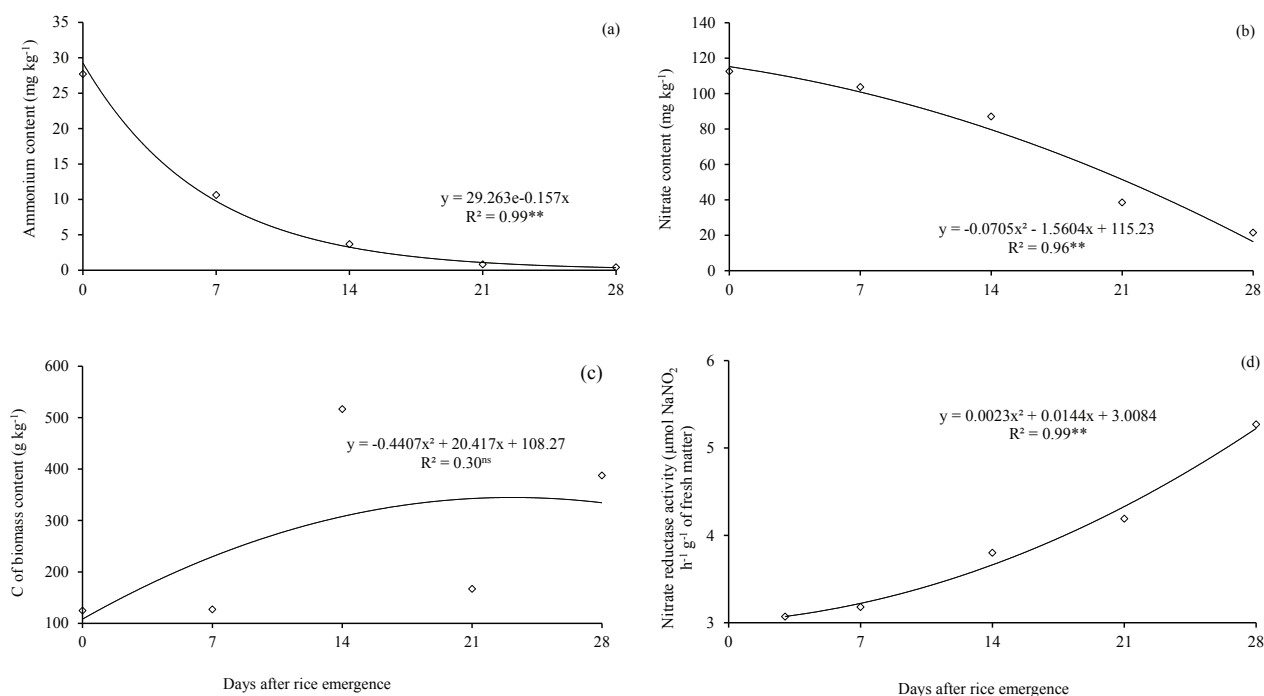 (a)
Ammonium content (mg kg⁻¹)
35
30
25
20
15
10
5
0
y = 29.263e-0.157x
R² = 0.99**
0 7 14 21 28
(b)
Nitrate content (mg kg⁻¹)
140
120
100
80
60
40
20
0
y = -0.0705x² - 1.5604x + 115.23
R² = 0.96**
0 7 14 21 28
(c)
C of biomass content (g kg⁻¹)
600
500
400
300
200
100
y = -0.4407x² + 20.417x + 108.27
R² = 0.30ⁿˢ
0 7 14 21 28
Days after rice emergence
(d)
Nitrate reductase activity (µmol NaNO₂
h⁻¹ g⁻¹ of fresh matter)
6
5
4
3
y = 0.0023x² + 0.0144x + 3.0084
R² = 0.99**
0 7 14 21 28
Days after rice emergence